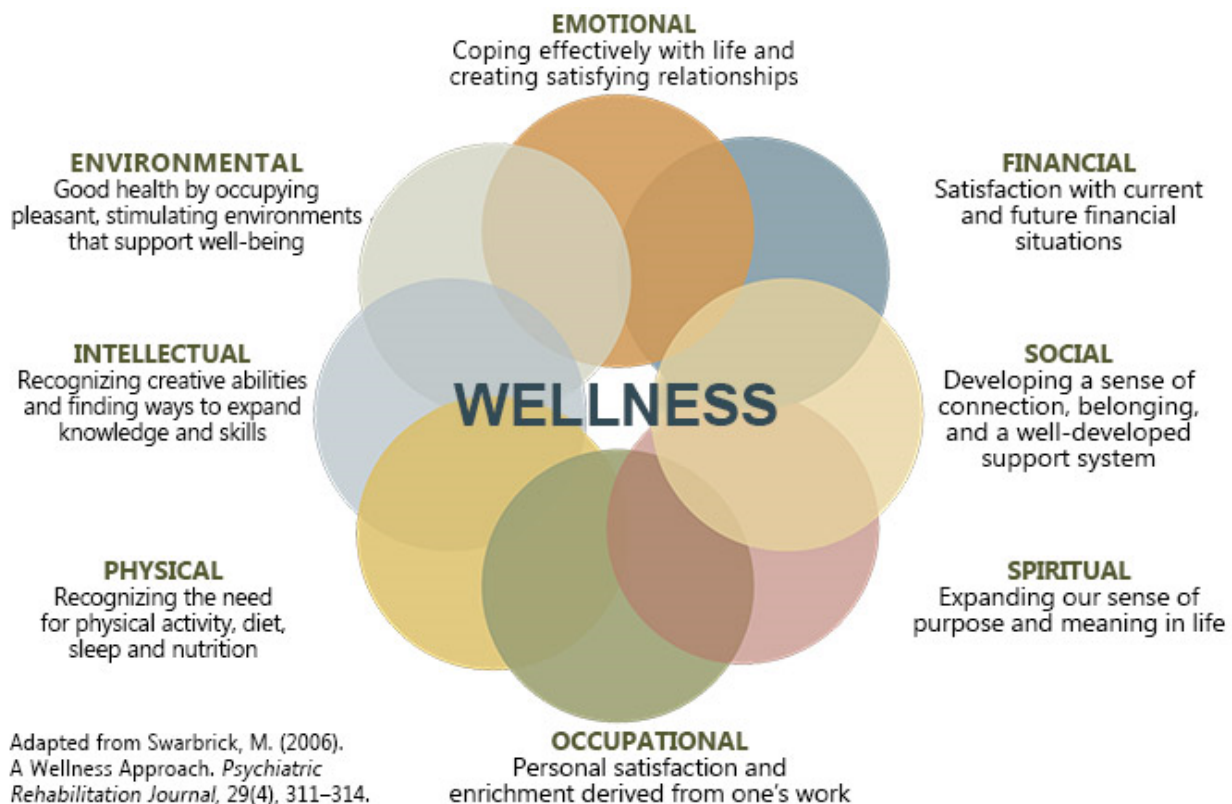 EMOTIONAL
Coping effectively with life and
creating satisfying relationships
ENVIRONMENTAL
Good health by occupying
pleasant, stimulating environments
that support well-being
FINANCIAL
Satisfaction with current
and future financial
situations
INTELLECTUAL
Recognizing creative abilities
and finding ways to expand
knowledge and skills
WELLNESS
SOCIAL
Developing a sense of
connection, belonging,
and a well-developed
support system
PHYSICAL
Recognizing the need
for physical activity, diet,
sleep and nutrition
SPIRITUAL
Expanding our sense of
purpose and meaning in life
OCCUPATIONAL
Personal satisfaction and
enrichment derived from one's work
Adapted from Swarbrick, M. (2006).
A Wellness Approach. Psychiatric
Rehabilitation Journal, 29(4), 311–314.